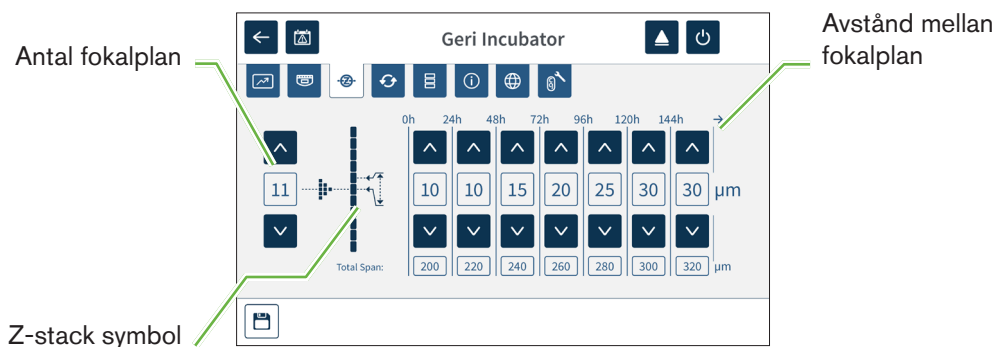 Geri Incubator
Antal fokalplan
Avstånd mellan
fokalplan
Z
0h 24h 48h 72h 96h 120h 144h
11 10 10 15 20 25 30 30 µm
Total Span: 200 220 240 260 280 300 320 µm
Z-stack symbol